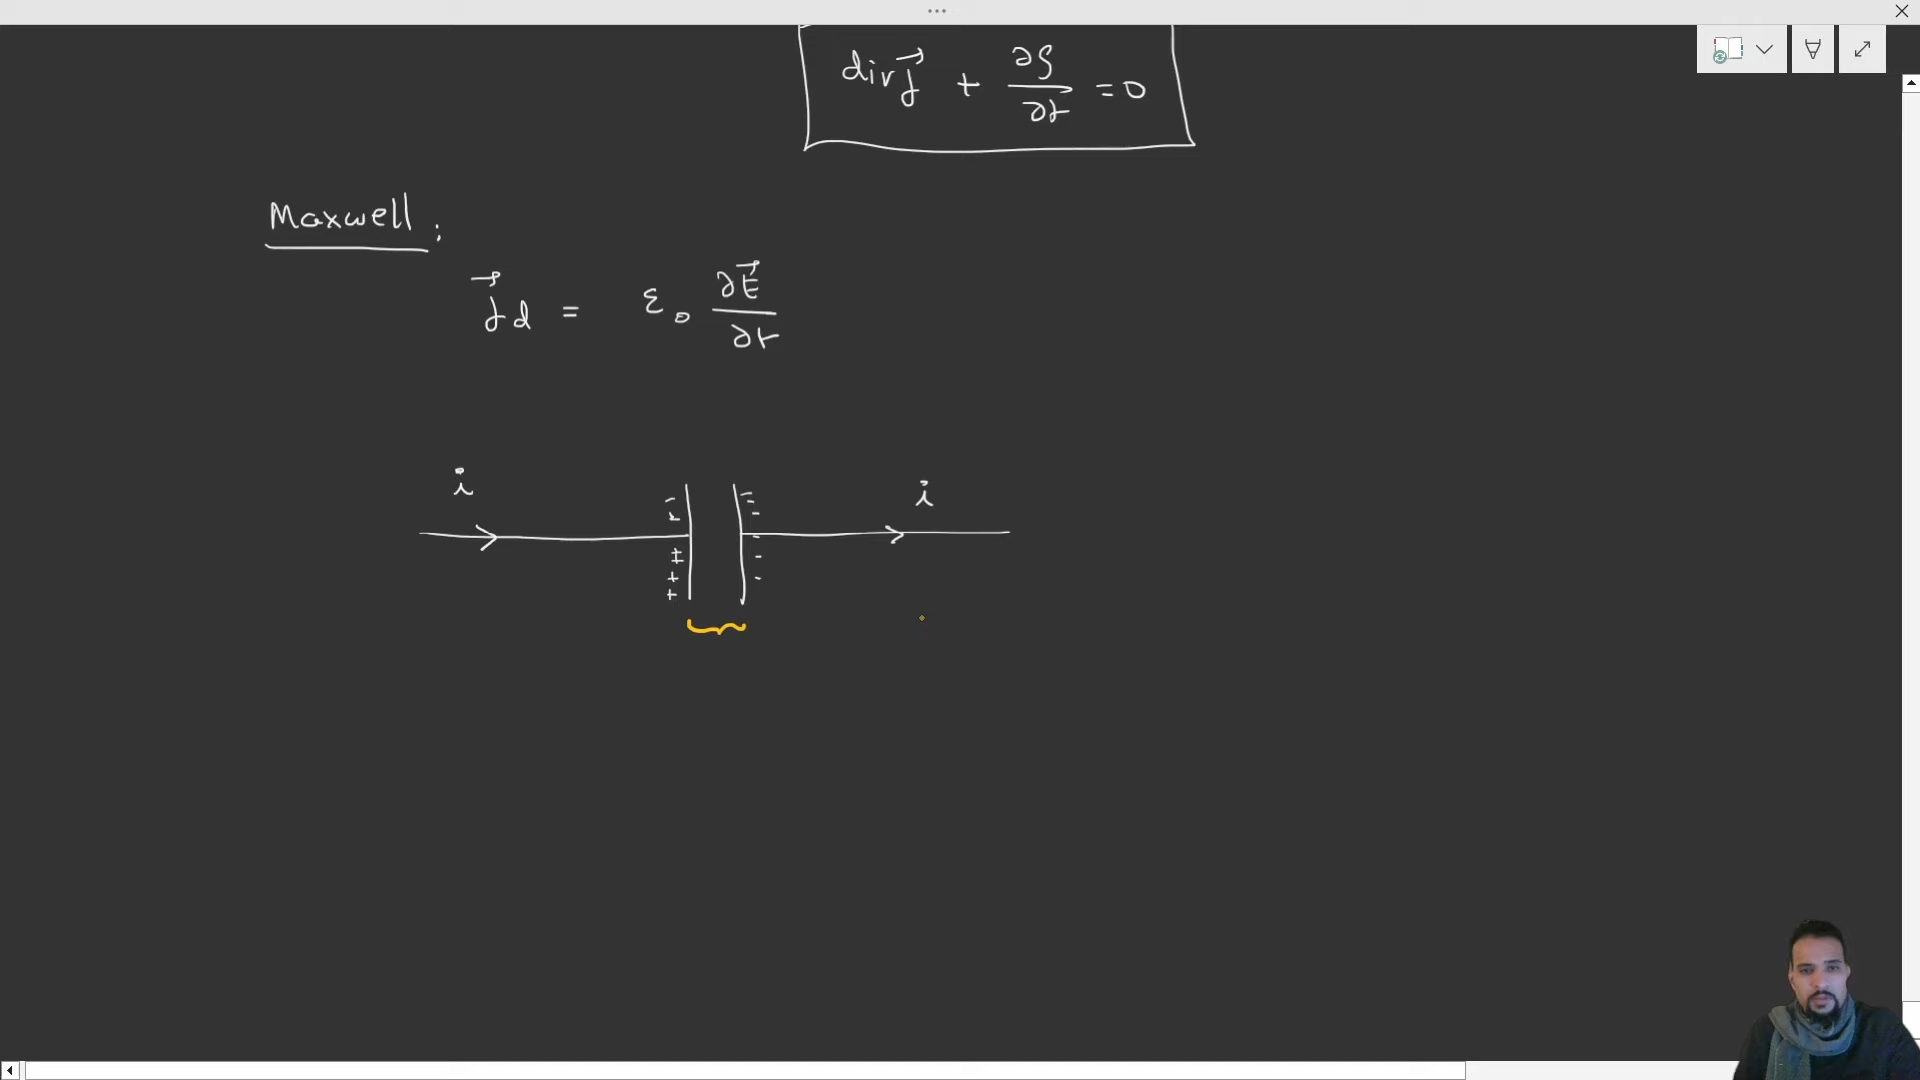 div j⃗ + ∂ρ/∂t = 0
Maxwell :
j⃗d = ε₀ ∂E⃗/∂t
i i
- = 
+ -
± -
+ -
+